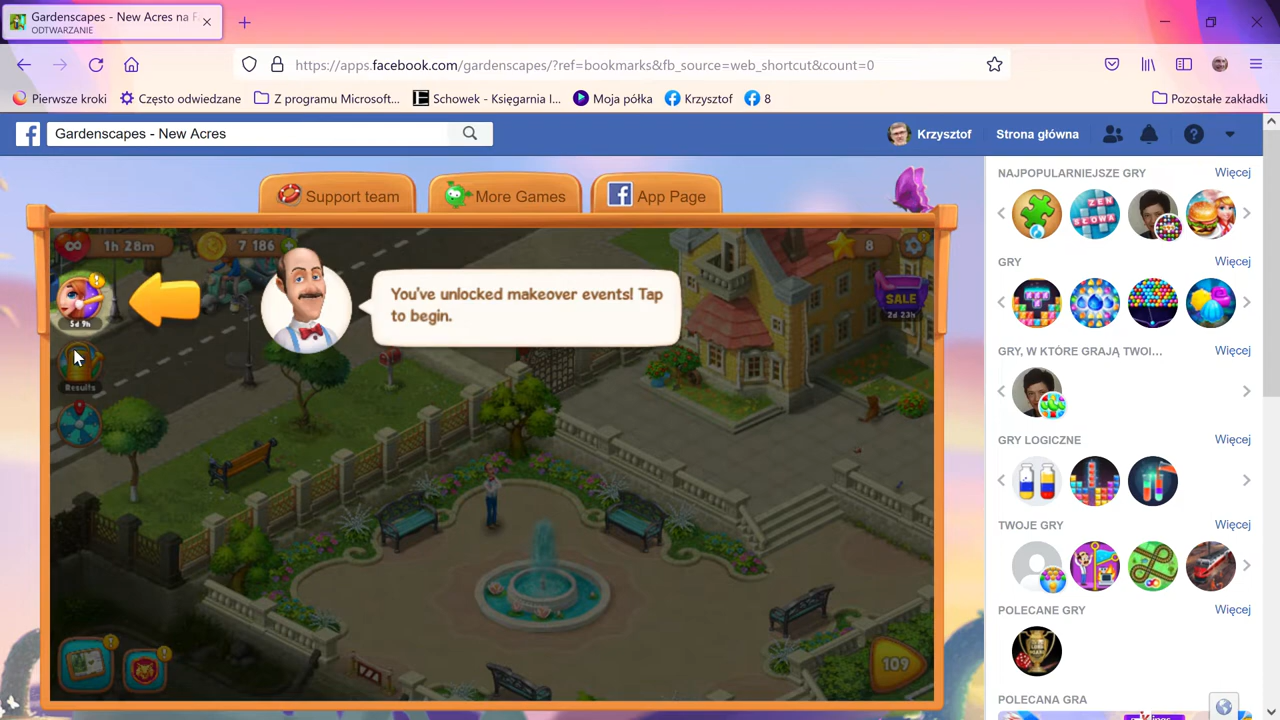 Gardenscapes - New Acres na F
ODTWARZANIE
https://apps.facebook.com/gardenscapes/?ref=bookmarks&fb_source=web_shortcut&count=0
Pierwsze kroki
Często odwiedzane
Z programu Microsoft...
Schowek - Księgarnia I...
Moja półka
Krzysztof
8
Pozostałe zakładki
Gardenscapes - New Acres
Krzysztof
Strona główna
Support team
More Games
App Page
1h 28m
7 186
8
5d 9h
You've unlocked makeover events! Tap
to begin.
SALE
2d 23h
Results
109
NAJPOPULARNIEJSZE GRY
Więcej
ZEN
SŁOWA
GRY
Więcej
GRY, W KTÓRE GRAJĄ TWOI...
Więcej
GRY LOGICZNE
Więcej
TWOJE GRY
Więcej
POLECANE GRY
Więcej
POLECANA GRA